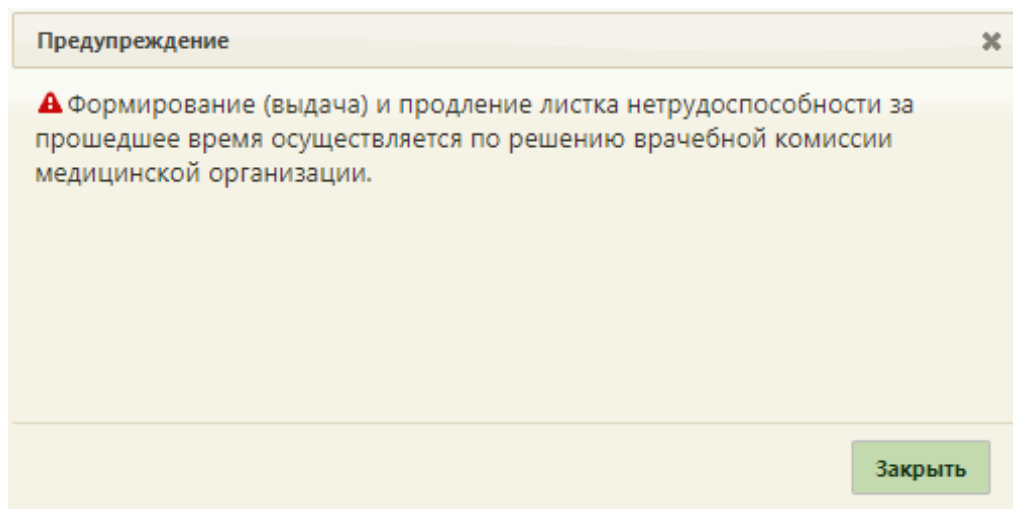 Предупреждение
Формирование (выдача) и продление листка нетрудоспособности за
прошедшее время осуществляется по решению врачебной комиссии
медицинской организации.
Закрыть